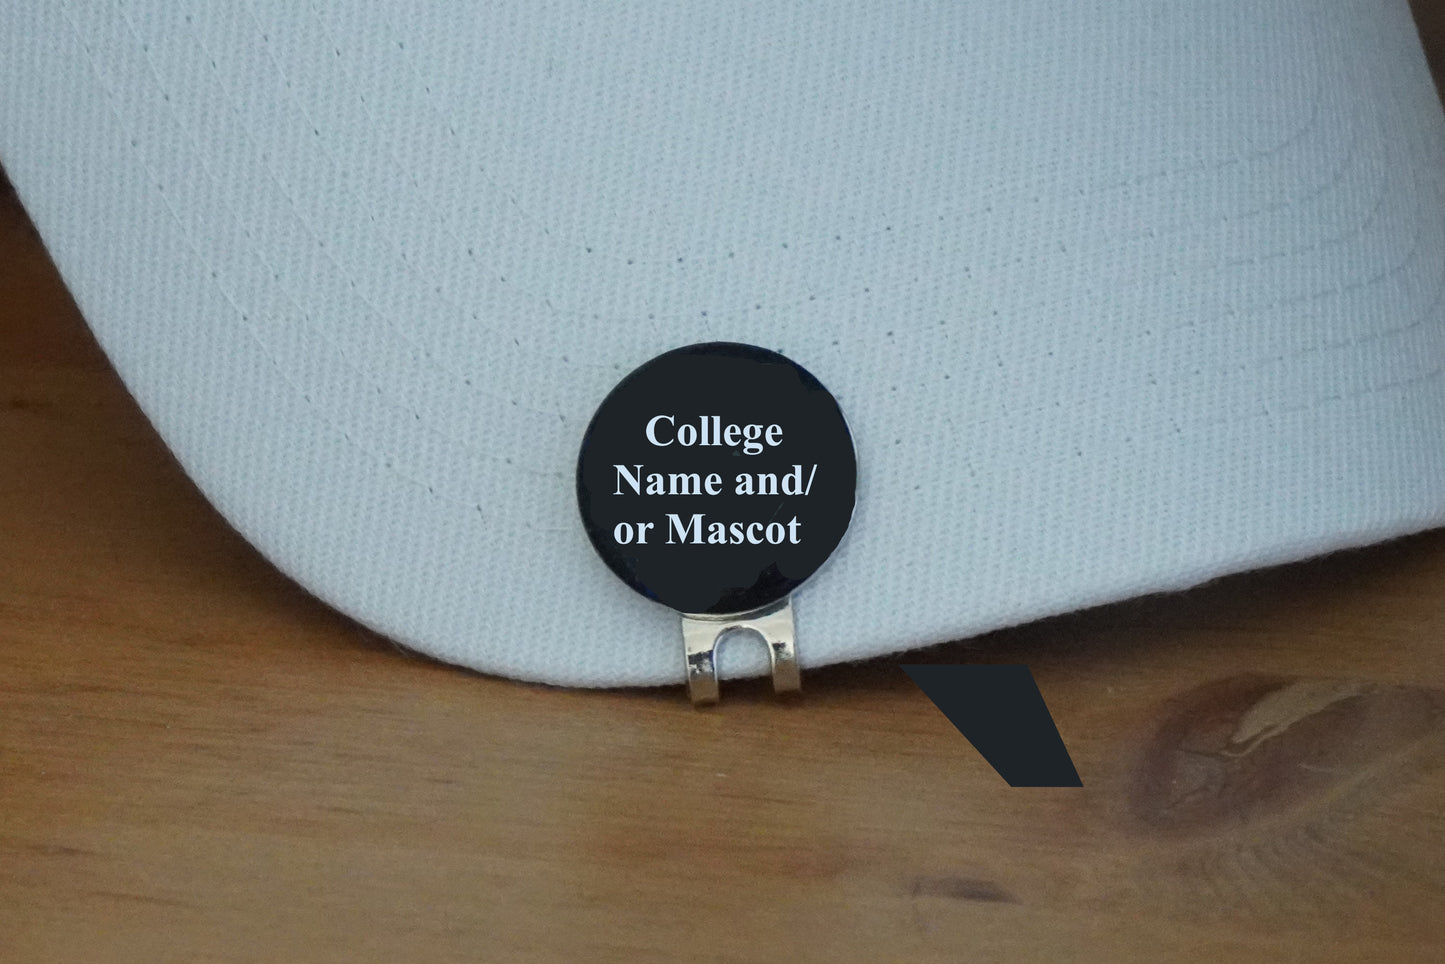 College
Name and/
or Mascot